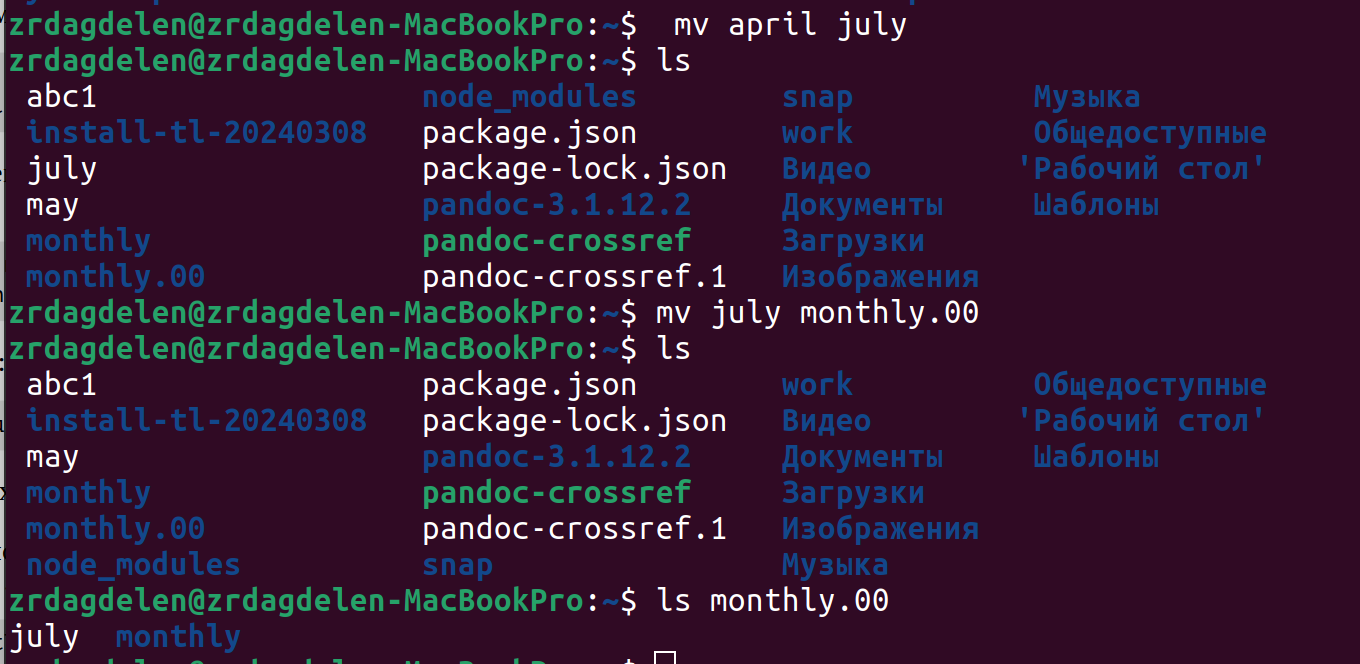 zrdagdelen@zrdagdelen-MacBookPro:~$  mv april july
zrdagdelen@zrdagdelen-MacBookPro:~$ ls
abc1 node_modules snap Музыка
install-tl-20240308 package.json work Общедоступные
july package-lock.json Видео 'Рабочий стол'
may pandoc-3.1.12.2 Документы Шаблоны
monthly pandoc-crossref Загрузки
monthly.00 pandoc-crossref.1 Изображения
zrdagdelen@zrdagdelen-MacBookPro:~$ mv july monthly.00
zrdagdelen@zrdagdelen-MacBookPro:~$ ls
abc1 package.json work Общедоступные
install-tl-20240308 package-lock.json Видео 'Рабочий стол'
may pandoc-3.1.12.2 Документы Шаблоны
monthly pandoc-crossref Загрузки
monthly.00 pandoc-crossref.1 Изображения
node_modules snap Музыка
zrdagdelen@zrdagdelen-MacBookPro:~$ ls monthly.00
july monthly